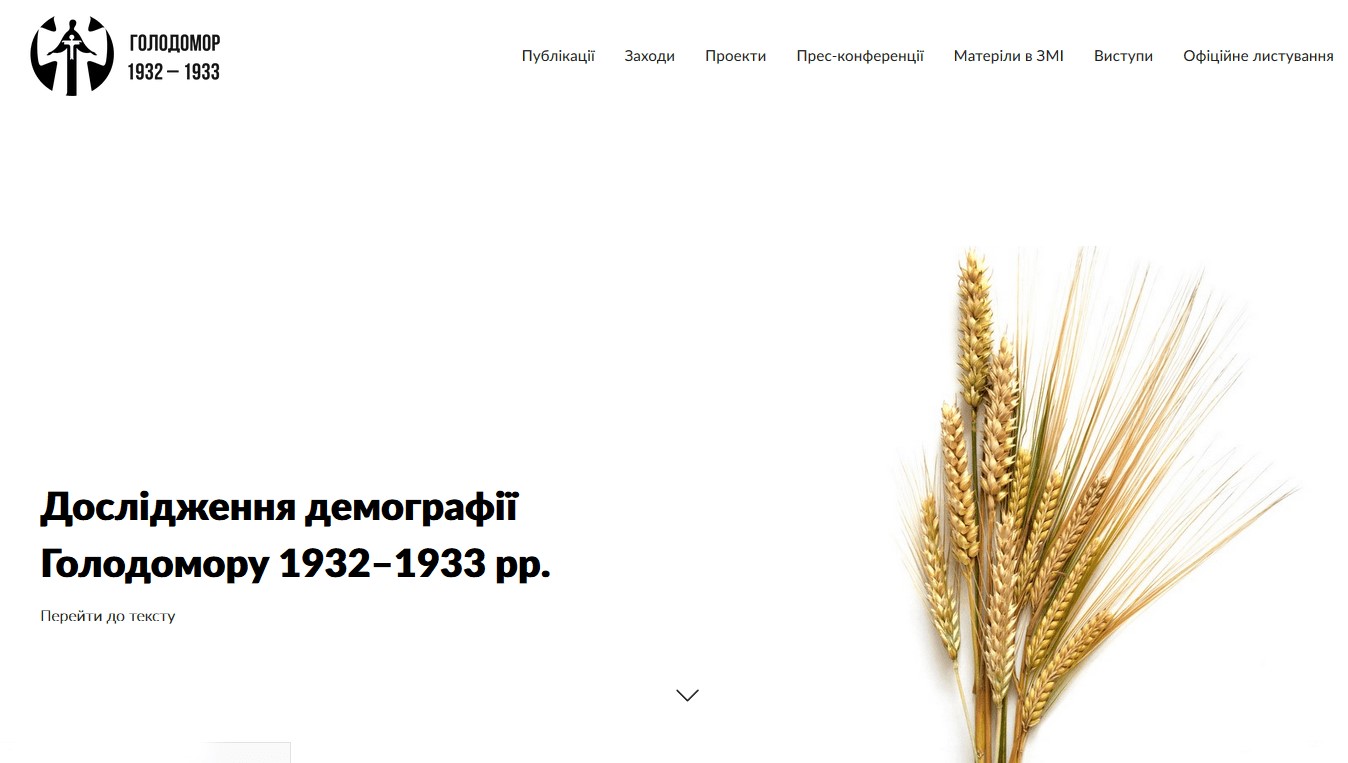 ГОЛОДОМОР
1932 – 1933
Публікації Заходи Проекти Прес-конференції Матеріли в ЗМІ Виступи Офіційне листування
Дослідження демографії
Голодомору 1932–1933 рр.
Перейти до тексту